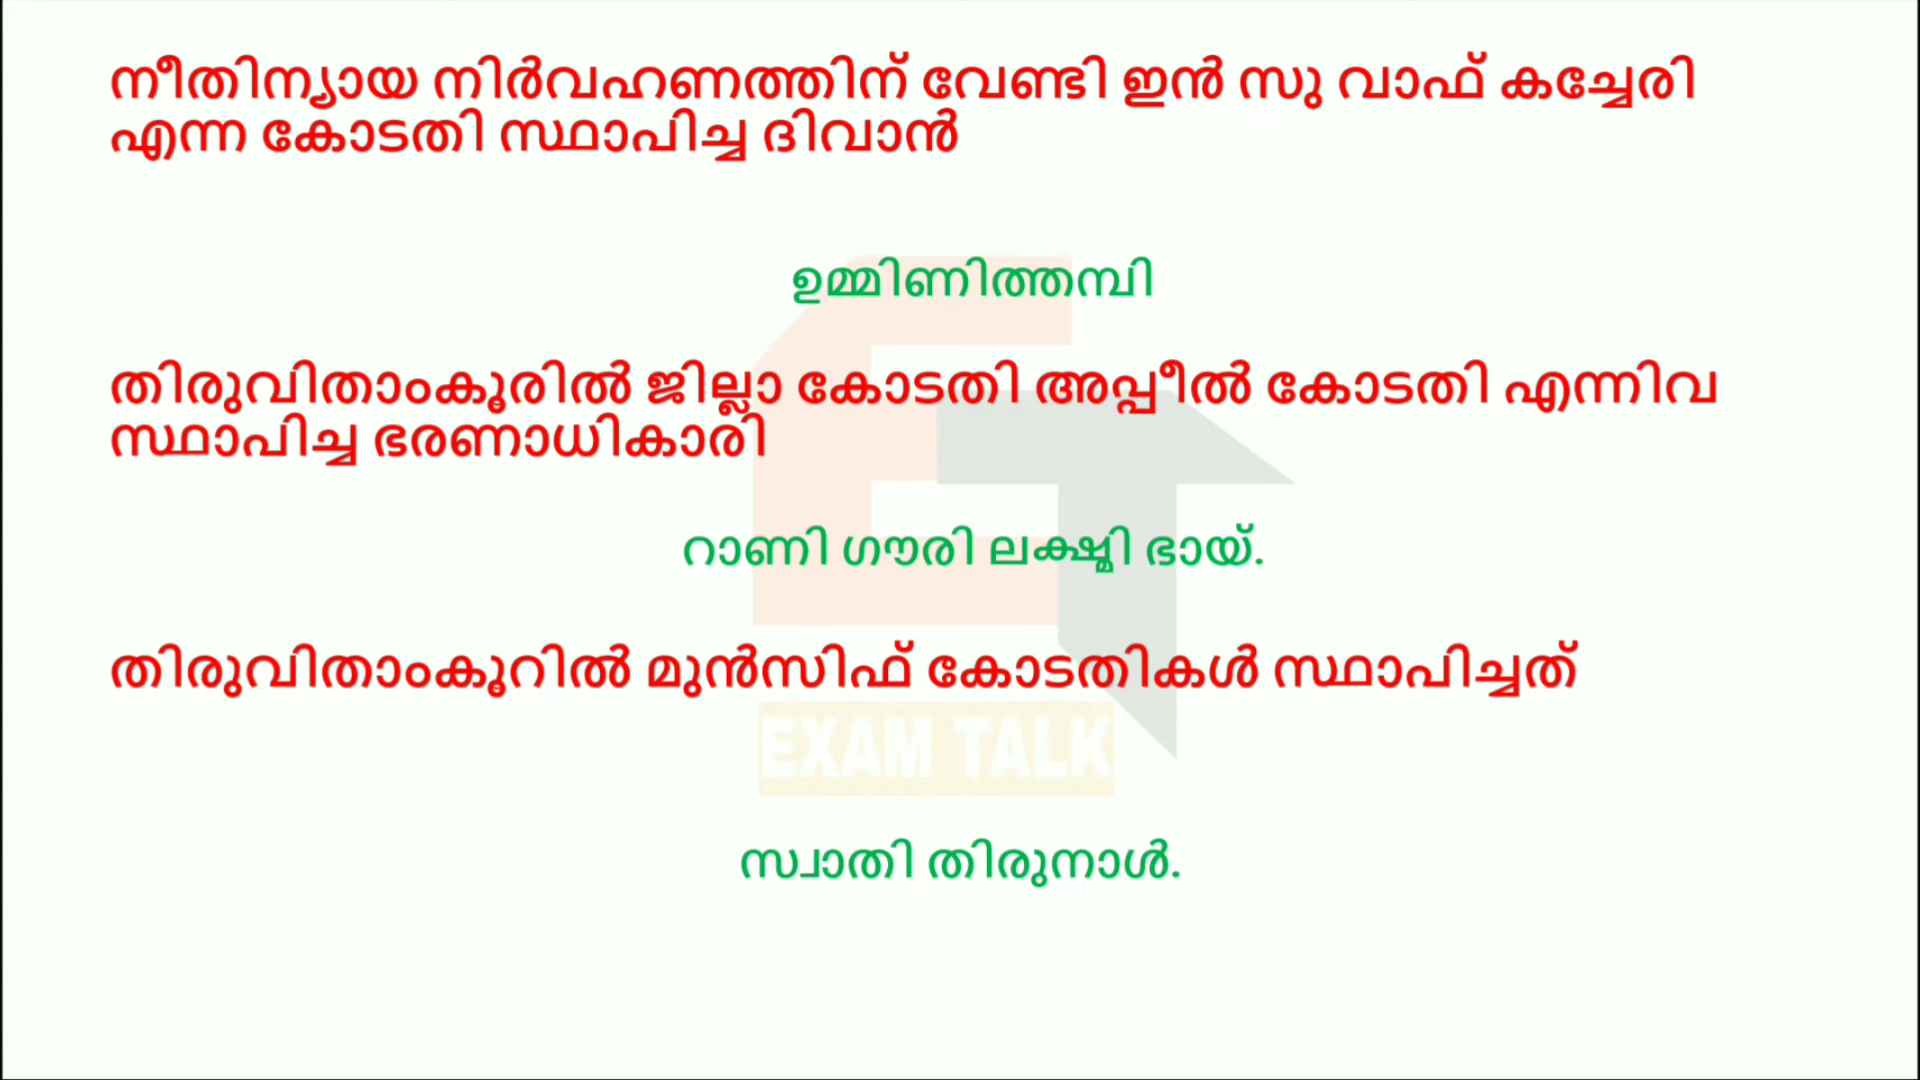 നീതിന്യായ നിർവഹണത്തിന് വേണ്ടി ഇൻ സു വാഫ് കച്ചേരി
എന്ന കോടതി സ്ഥാപിച്ച ദിവാൻ
ഉമ്മിണിത്തമ്പി
തിരുവിതാംകൂരിൽ ജില്ലാ കോടതി അപ്പീൽ കോടതി എന്നിവ
സ്ഥാപിച്ച ഭരണാധികാരി
റാണി ഗൗരി ലക്ഷ്മി ഭായ്.
തിരുവിതാംകൂറിൽ മുൻസിഫ് കോടതികൾ സ്ഥാപിച്ചത്
EXAM TALK
സ്വാതി തിരുനാൾ.